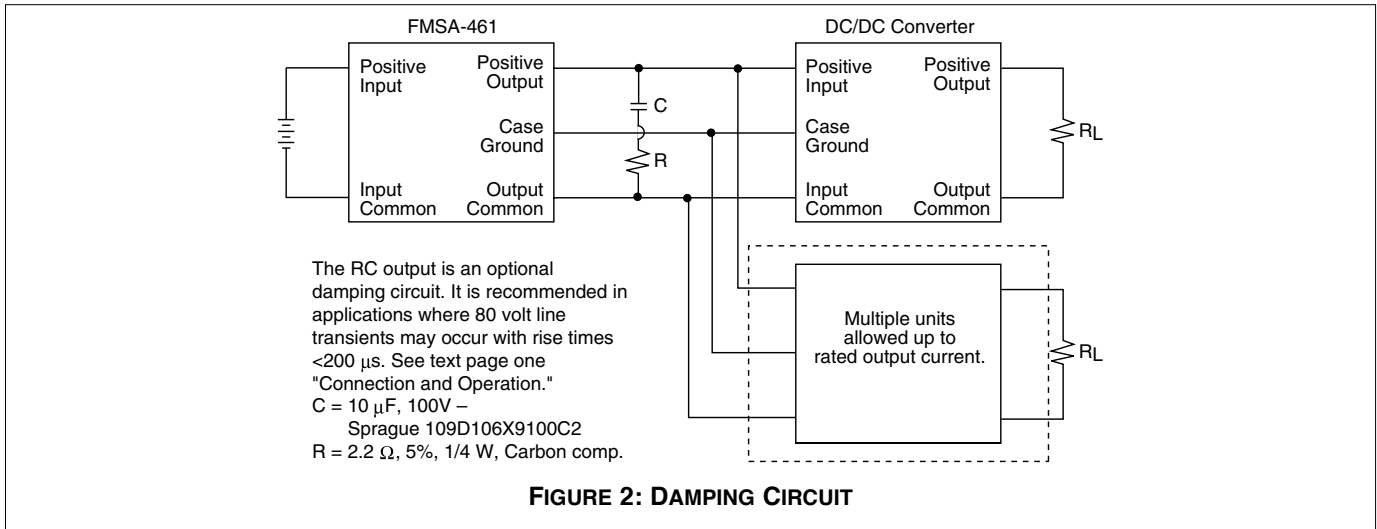 FMSA-461
DC/DC Converter
Positive
Input
Positive
Output
Case
Ground
Input
Common
Output
Common
C
R
Positive
Input
Positive
Output
Case
Ground
Input
Common
Output
Common
RL
The RC output is an optional
damping circuit. It is recommended in
applications where 80 volt line
transients may occur with rise times
<200 μs. See text page one
"Connection and Operation."
C = 10 μF, 100V –
Sprague 109D106X9100C2
R = 2.2 Ω, 5%, 1/4 W, Carbon comp.
Multiple units
allowed up to
rated output current.
RL
FIGURE 2: DAMPING CIRCUIT